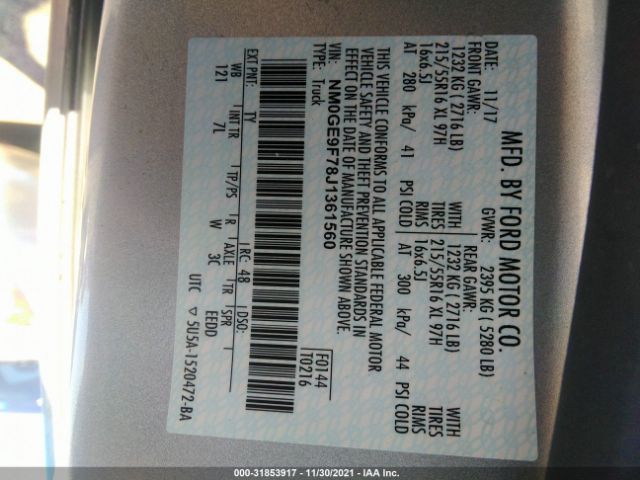 MFD. BY FORD MOTOR CO.
DATE: 11/17 GVWR: 2395 KG ( 5280 LB)
FRONT GAWR: REAR GAWR:
1232 KG ( 2716 LB) WITH 1232 KG ( 2716 LB) WITH
215/55R16 XL 97H TIRES 215/55R16 XL 97H TIRES
16x6.5J RIMS 16x6.5J RIMS
AT 280 kPa/ 41 PSI COLD AT 300 kPa/ 44 PSI COLD
THIS VEHICLE CONFORMS TO ALL APPLICABLE FEDERAL MOTOR
VEHICLE SAFETY AND THEFT PREVENTION STANDARDS IN
EFFECT ON THE DATE OF MANUFACTURE SHOWN ABOVE.
VIN: NM0GE9F78J1361560 F0144
TYPE: Truck T0216
EXT PNT: TY RC: 48 DSO:
WB INT TR TP/PS R AXLE TR SPR
121 7L W 3C EEDD
UTC ▽ 5U5A-1520472-BA
000-31853917 - 11/30/2021 - IAA Inc.